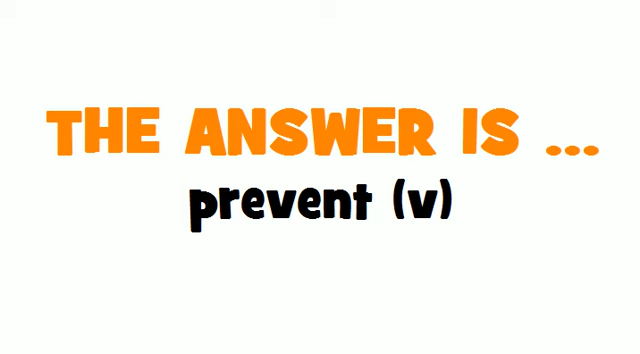 THE ANSWER IS ...
prevent (v)